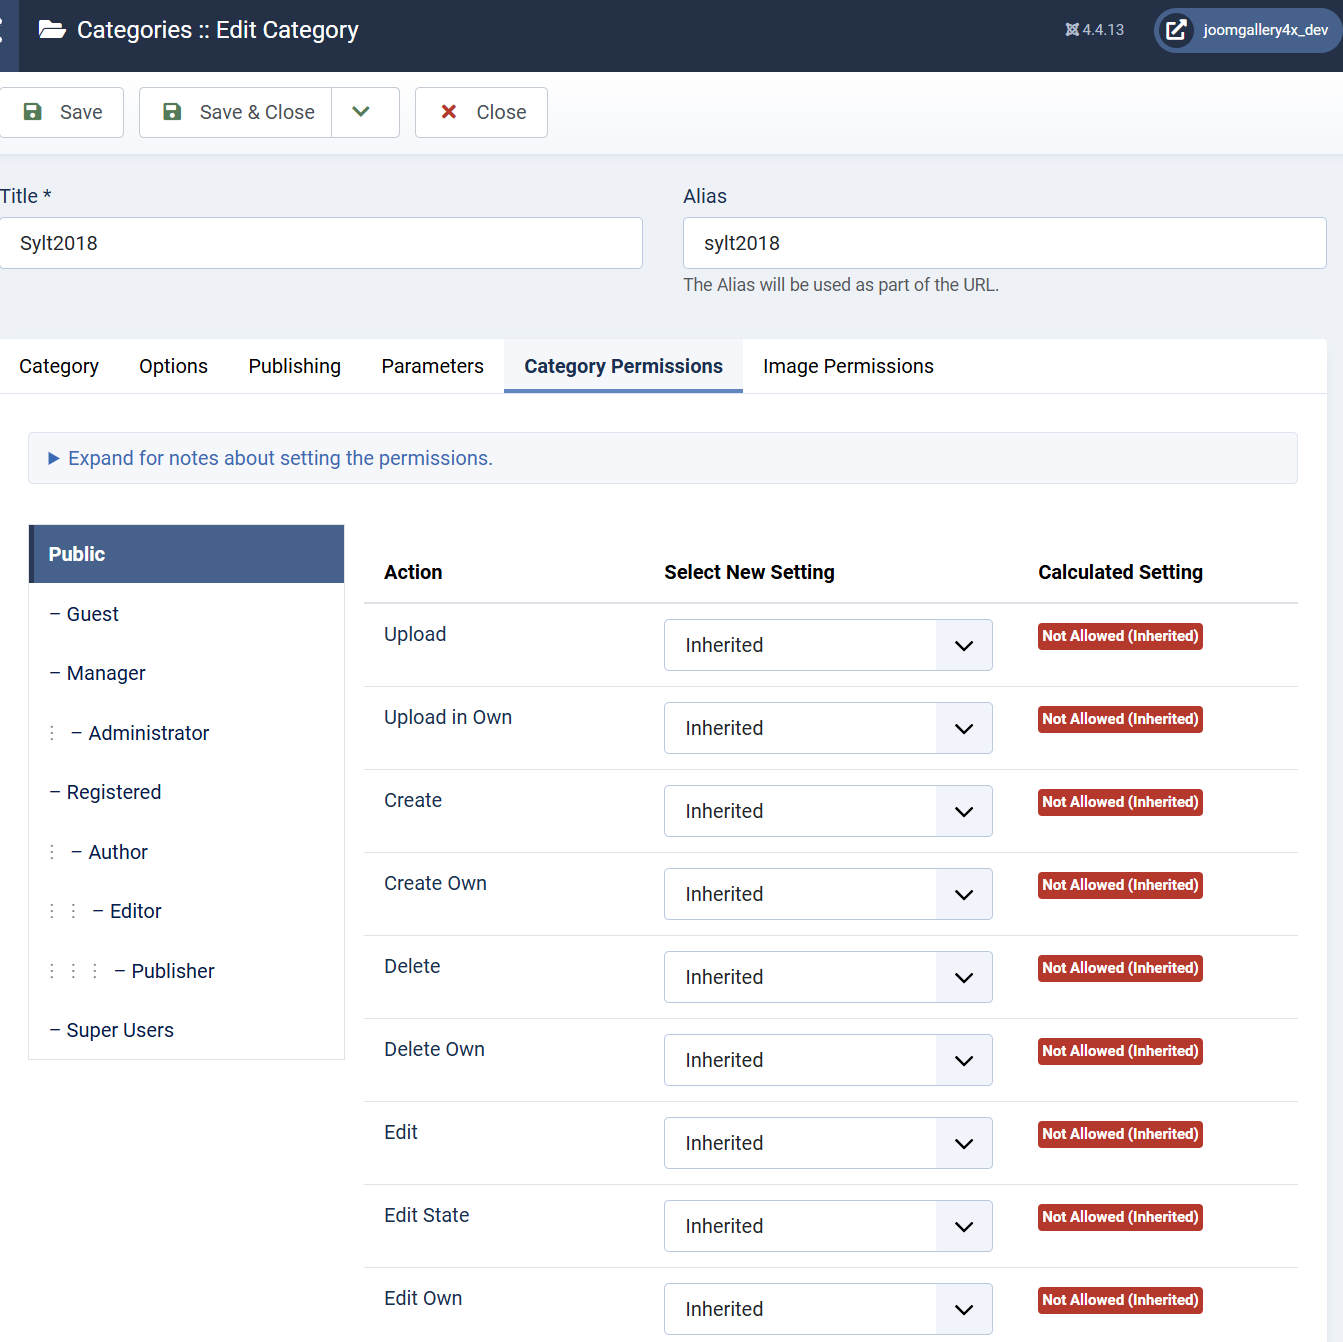 Categories :: Edit Category
4.4.13
joomgallery4x_dev
Save
Save & Close
Close
Title *
Alias
Sylt2018
sylt2018
The Alias will be used as part of the URL.
Category
Options
Publishing
Parameters
Category Permissions
Image Permissions
Expand for notes about setting the permissions.
Public
– Guest
– Manager
– Administrator
– Registered
– Author
– Editor
– Publisher
– Super Users
Action Select New Setting Calculated Setting
Upload Inherited Not Allowed (Inherited)
Upload in Own Inherited Not Allowed (Inherited)
Create Inherited Not Allowed (Inherited)
Create Own Inherited Not Allowed (Inherited)
Delete Inherited Not Allowed (Inherited)
Delete Own Inherited Not Allowed (Inherited)
Edit Inherited Not Allowed (Inherited)
Edit State Inherited Not Allowed (Inherited)
Edit Own Inherited Not Allowed (Inherited)